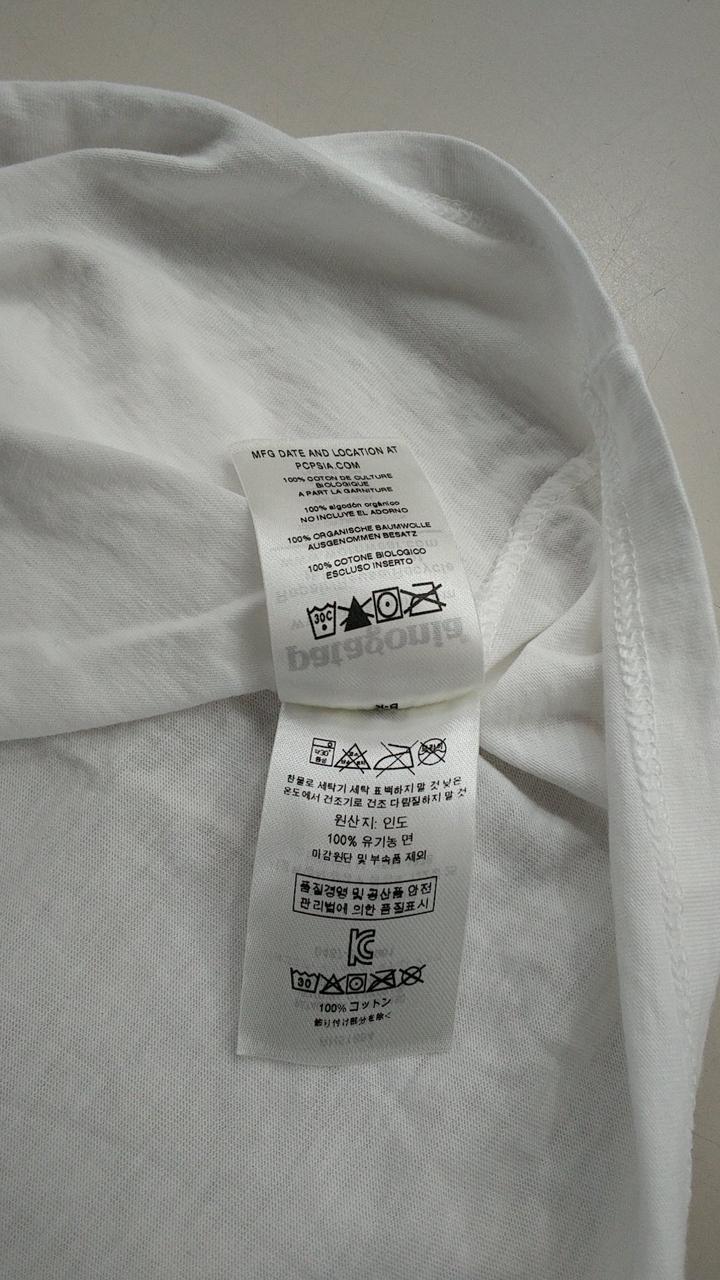 MFG DATE AND LOCATION AT
PCPSIA.COM
100% COTON DE CULTURE
BIOLOGIQUE
A PART LA GARNITURE
100% algodón orgánico
NO INCLUYE EL ADORNO
100% ORGANISCHE BAUMWOLLE
AUSGENOMMEN BESATZ
100% COTONE BIOLOGICO
ESCLUSO INSERTO
30C
patagonia
찬물로 세탁기 세탁 표백하지 말 것 낮은
온도에서 건조기로 건조 다림질하지 말 것
원산지: 인도
100% 유기농 면
마감원단 및 부속품 제외
품질경영 및 공산품 안전
관리법에 의한 품질표시
30
100% コットン
飾り付け部分を除く